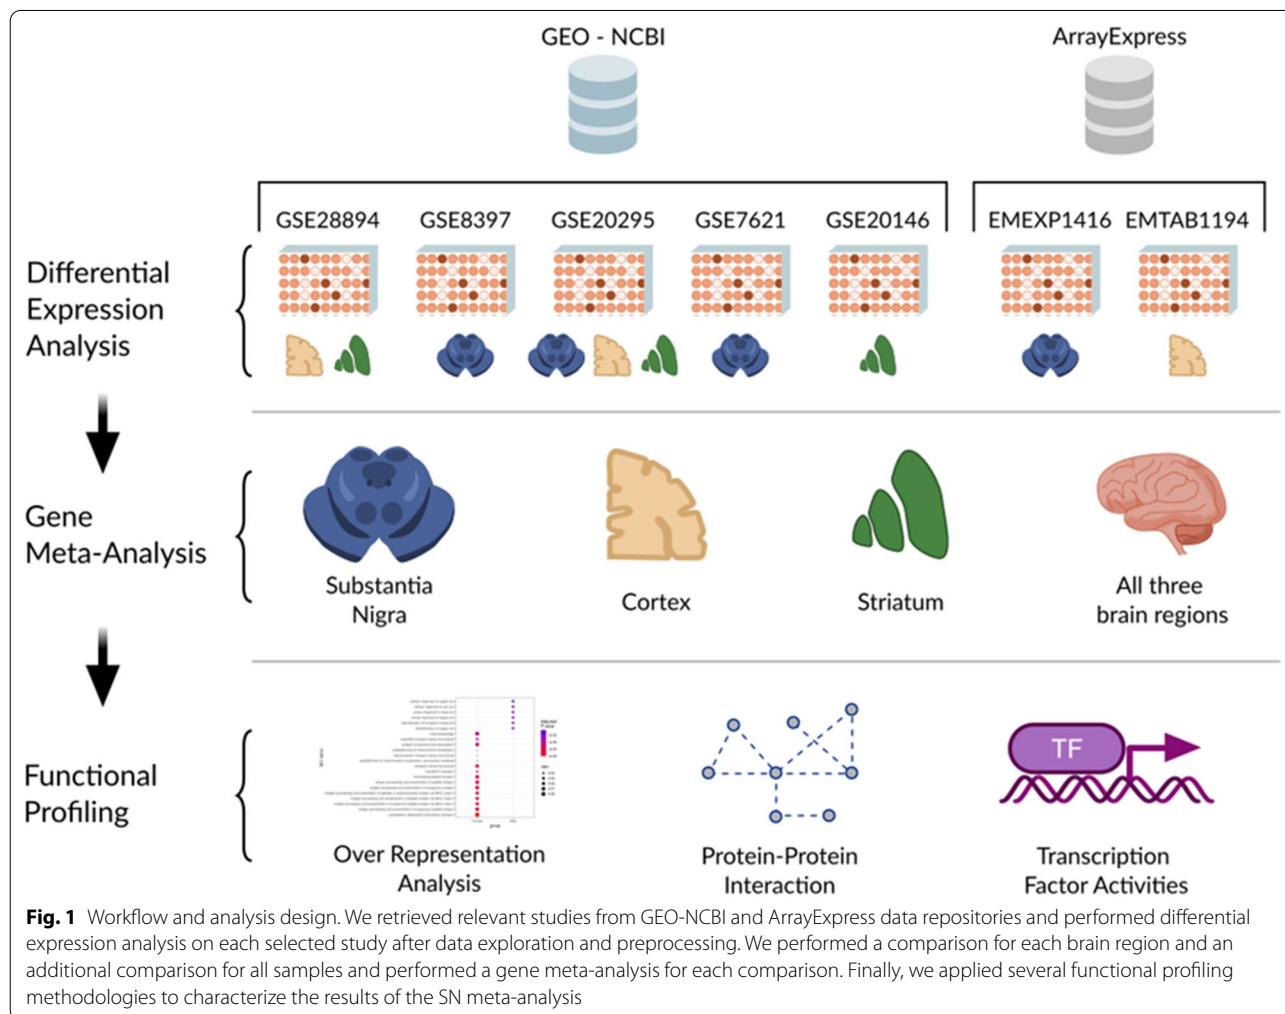 GEO - NCBI
ArrayExpress
GSE28894
GSE8397
GSE20295
GSE7621
GSE20146
EMEXP1416
EMTAB1194
Differential
Expression
Analysis
Gene
Meta-Analysis
Substantia
Nigra
Cortex
Striatum
All three
brain regions
Functional
Profiling
TF
Over Representation
Analysis
Protein-Protein
Interaction
Transcription
Factor Activities
Fig. 1 Workflow and analysis design. We retrieved relevant studies from GEO-NCBI and ArrayExpress data repositories and performed differential
expression analysis on each selected study after data exploration and preprocessing. We performed a comparison for each brain region and an
additional comparison for all samples and performed a gene meta-analysis for each comparison. Finally, we applied several functional profiling
methodologies to characterize the results of the SN meta-analysis